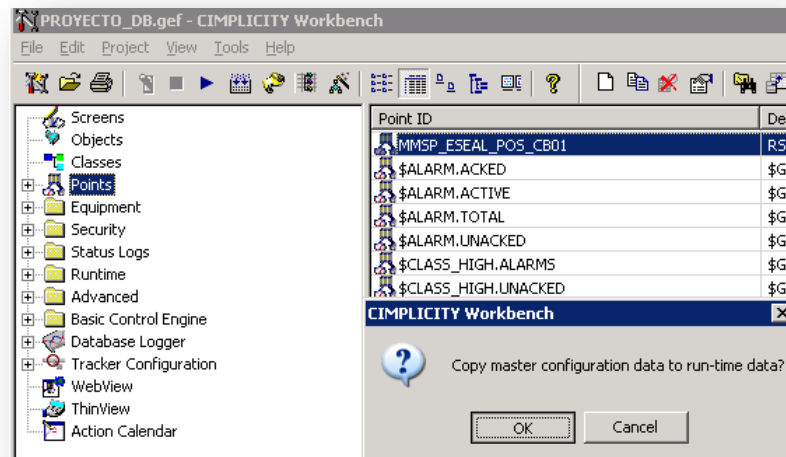 PROYECTO_DB.gef - CIMPLICITY Workbench
File Edit Project View Tools Help
Screens
Objects
Classes
Points
Equipment
Security
Status Logs
Runtime
Advanced
Basic Control Engine
Database Logger
Tracker Configuration
WebView
ThinView
Action Calendar
Point ID De
MMSP_ESEAL_POS_CB01 RS
$ALARM.ACKED $G
$ALARM.ACTIVE $G
$ALARM.TOTAL $G
$ALARM.UNACKED $G
$CLASS_HIGH.ALARMS $G
$CLASS_HIGH.UNACKED $G
CIMPLICITY Workbench
Copy master configuration data to run-time data?
OK Cancel